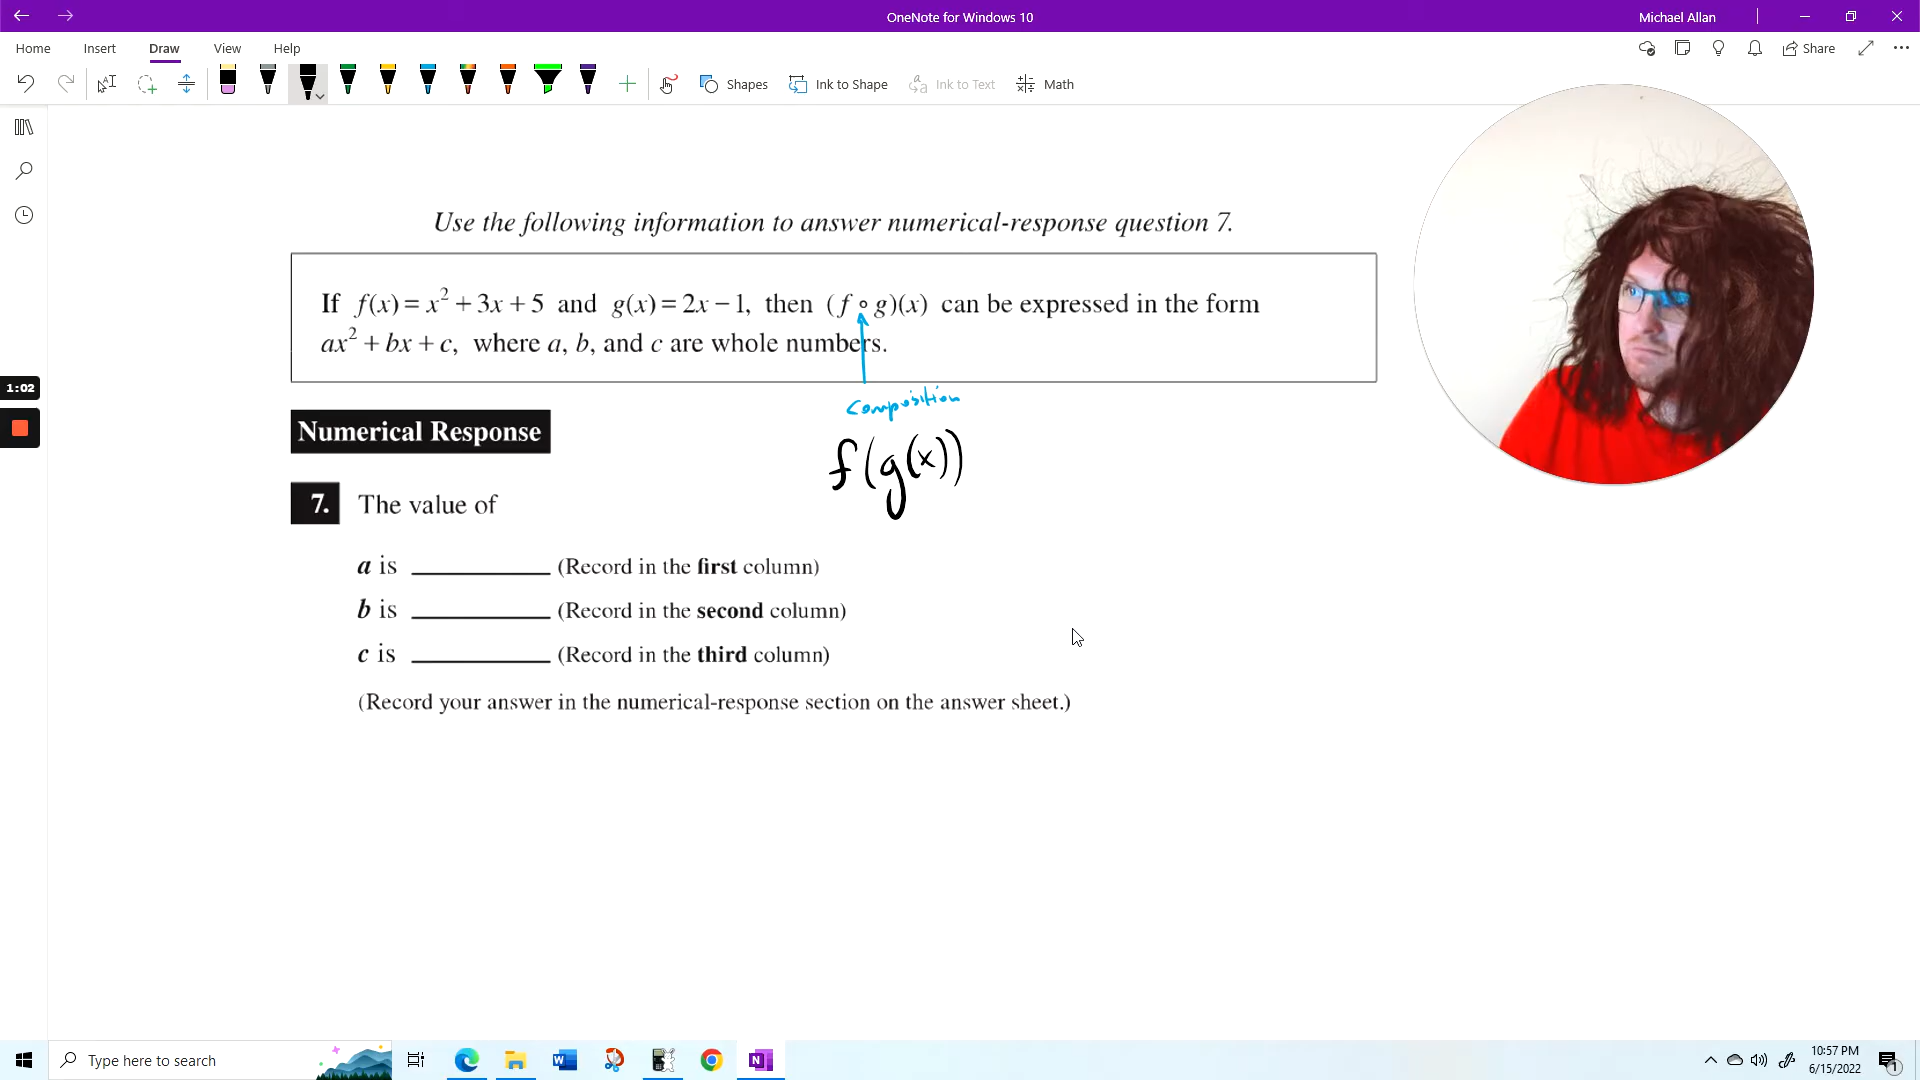 OneNote for Windows 10
Michael Allan
Home Insert Draw View Help
Share
Shapes Ink to Shape Ink to Text Math
Use the following information to answer numerical-response question 7.
If f(x) = x² + 3x + 5 and g(x) = 2x − 1, then (f ∘ g)(x) can be expressed in the form
ax² + bx + c, where a, b, and c are whole numbers.
1:02
composition
Numerical Response
f(g(x))
7. The value of
a is __________ (Record in the first column)
b is __________ (Record in the second column)
c is __________ (Record in the third column)
(Record your answer in the numerical-response section on the answer sheet.)
Type here to search
10:57 PM
6/15/2022
1